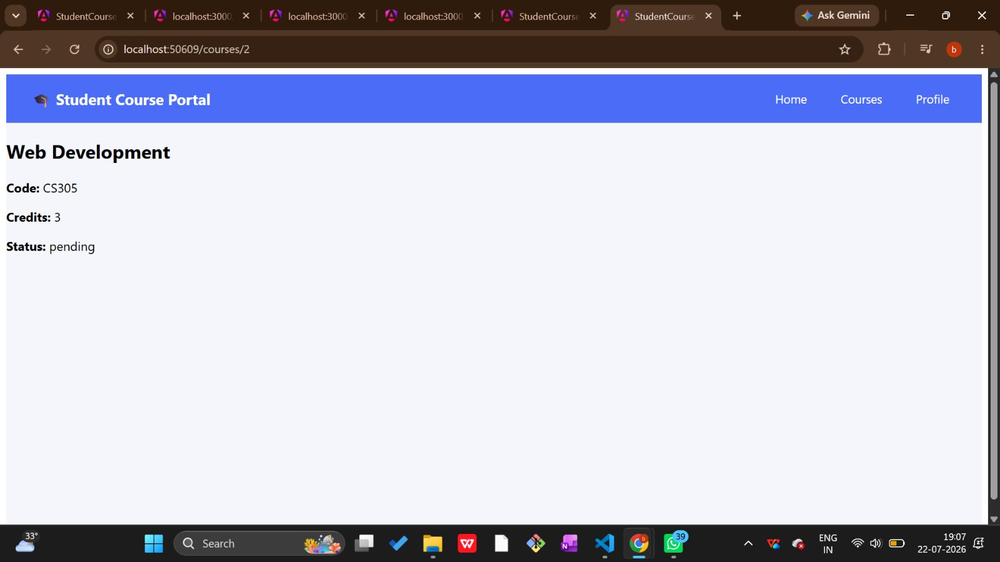 StudentCourse
localhost:3000
localhost:3000
localhost:3000
StudentCourse
StudentCourse
Ask Gemini
localhost:50609/courses/2
b
Student Course Portal
Home
Courses
Profile
Web Development
Code: CS305
Credits: 3
Status: pending
33°
Search
W
N
b
39
ENG
IN
19:07
22-07-2026